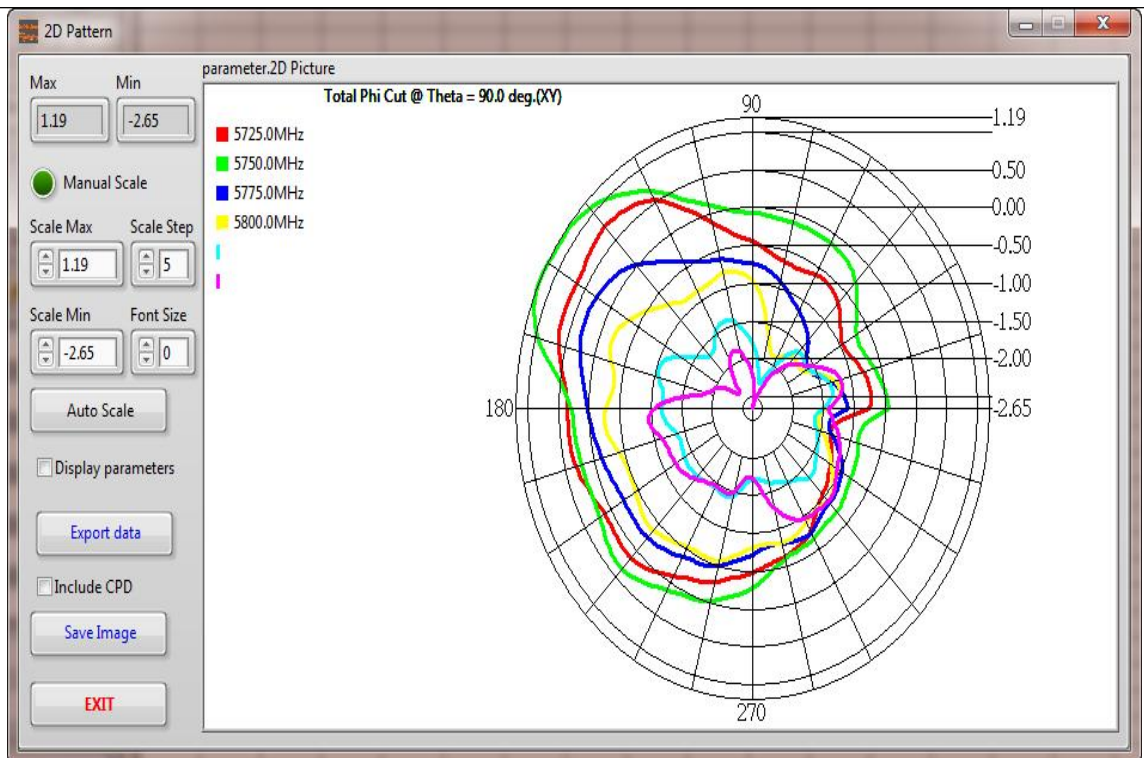 2D Pattern
Max Min
1.19 -2.65
Manual Scale
Scale Max Scale Step
1.19 5
Scale Min Font Size
-2.65 0
Auto Scale
Display parameters
Export data
Include CPD
Save Image
EXIT
parameter.2D Picture
Total Phi Cut @ Theta = 90.0 deg.(XY)
5725.0MHz
5750.0MHz
5775.0MHz
5800.0MHz
90
1.19
0.50
0.00
-0.50
-1.00
-1.50
-2.00
180
-2.65
270